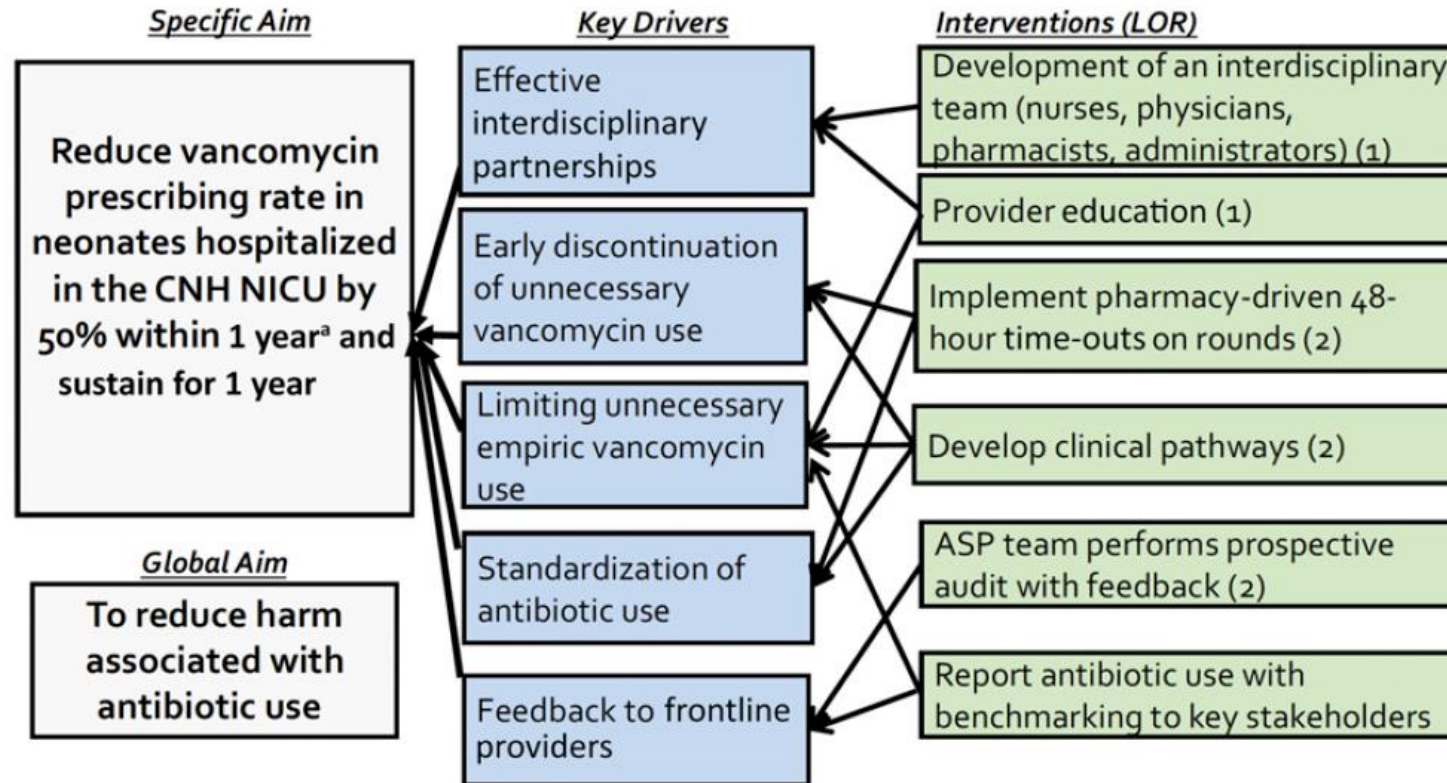 Specific Aim
Reduce vancomycin
prescribing rate in
neonates hospitalized
in the CNH NICU by
50% within 1 yearᵃ and
sustain for 1 year
Global Aim
To reduce harm
associated with
antibiotic use
Key Drivers
Effective
interdisciplinary
partnerships
Early discontinuation
of unnecessary
vancomycin use
Limiting unnecessary
empiric vancomycin
use
Standardization of
antibiotic use
Feedback to frontline
providers
Interventions (LOR)
Development of an interdisciplinary
team (nurses, physicians,
pharmacists, administrators) (1)
Provider education (1)
Implement pharmacy-driven 48-
hour time-outs on rounds (2)
Develop clinical pathways (2)
ASP team performs prospective
audit with feedback (2)
Report antibiotic use with
benchmarking to key stakeholders